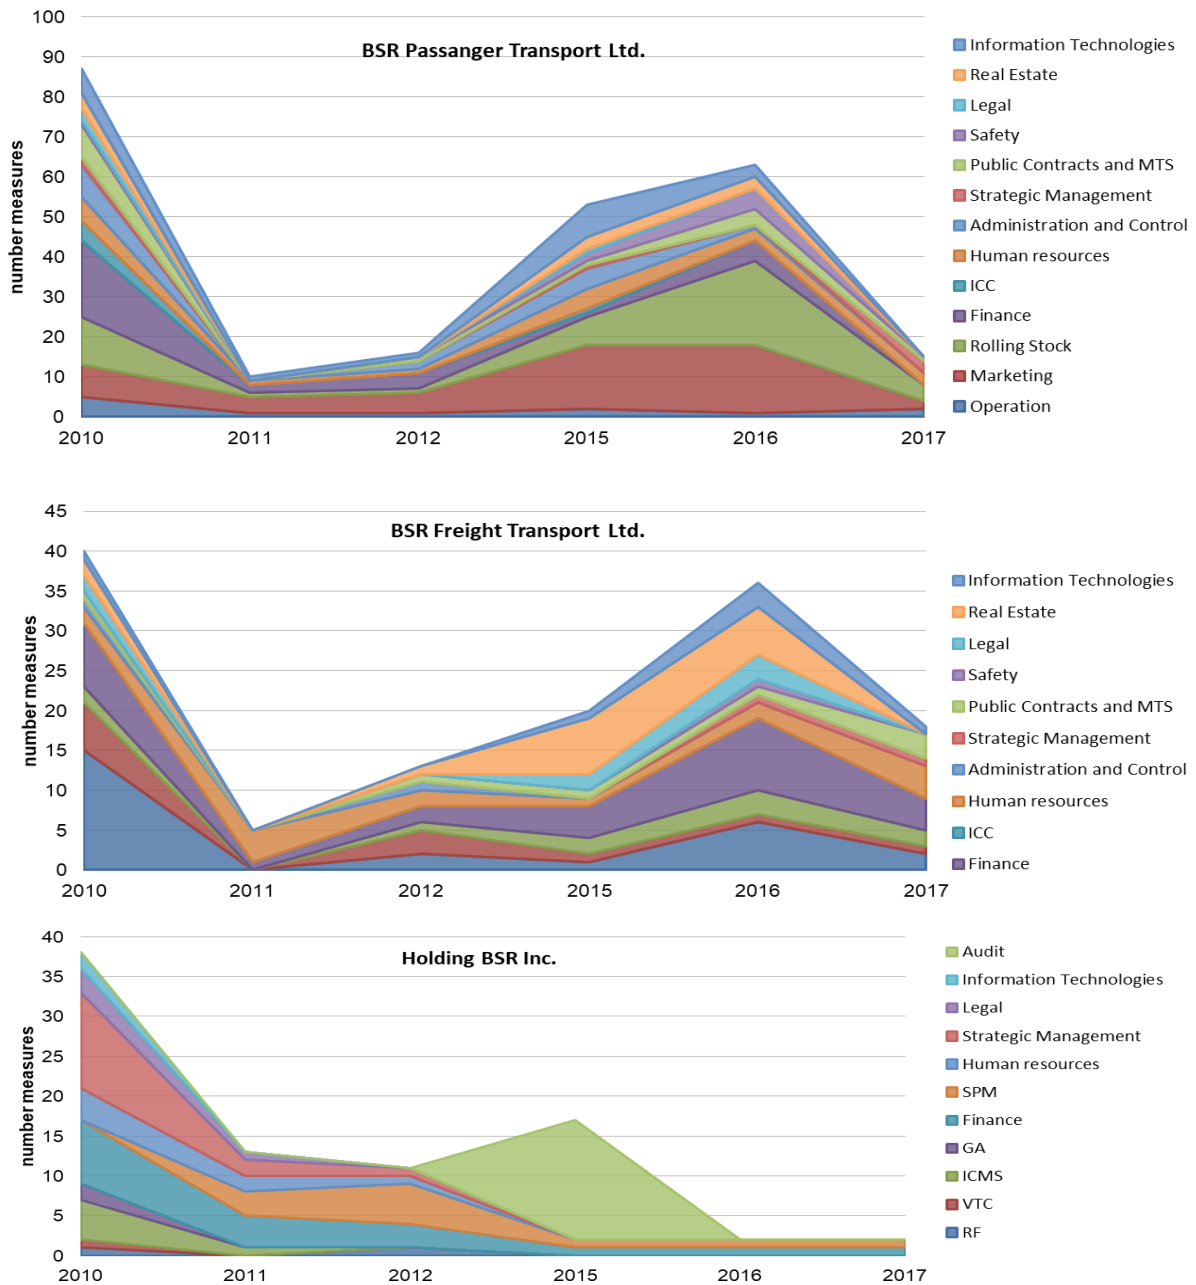 BSR Passanger Transport Ltd.
number measures
100
90
80
70
60
50
40
30
20
10
0
2010 2011 2012 2015 2016 2017
Information Technologies
Real Estate
Legal
Safety
Public Contracts and MTS
Strategic Management
Administration and Control
Human resources
ICC
Finance
Rolling Stock
Marketing
Operation
BSR Freight Transport Ltd.
number measures
45
40
35
30
25
20
15
10
5
0
2010 2011 2012 2015 2016 2017
Information Technologies
Real Estate
Legal
Safety
Public Contracts and MTS
Strategic Management
Administration and Control
Human resources
ICC
Finance
Holding BSR Inc.
number measures
40
35
30
25
20
15
10
5
0
2010 2011 2012 2015 2016 2017
Audit
Information Technologies
Legal
Strategic Management
Human resources
SPM
Finance
GA
ICMS
VTC
RF